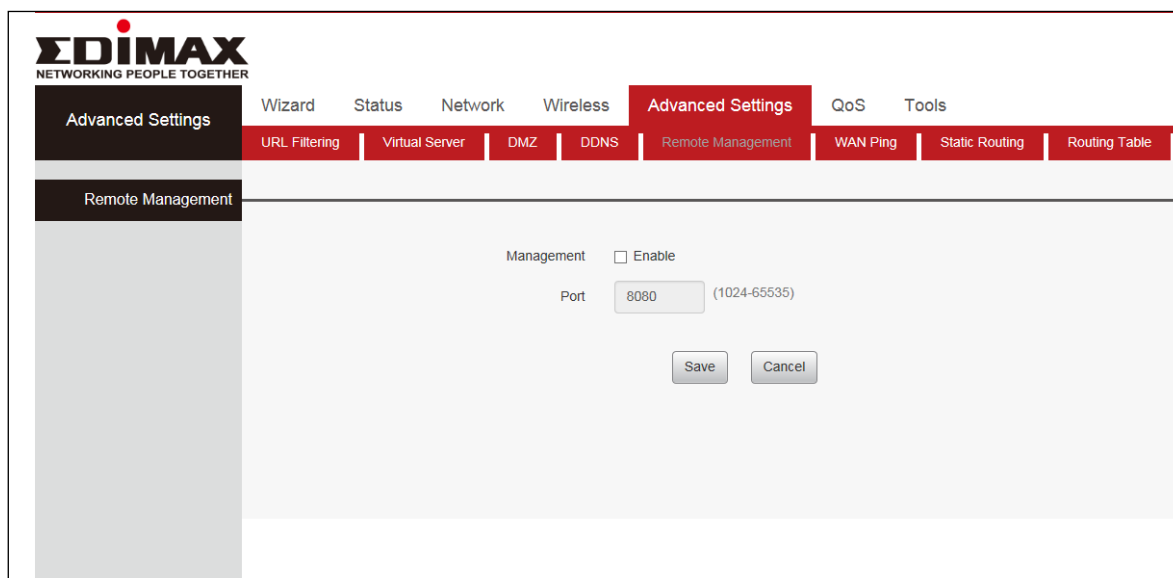 EDiMAX
NETWORKING PEOPLE TOGETHER
Advanced Settings
Wizard Status Network Wireless Advanced Settings QoS Tools
URL Filtering Virtual Server DMZ DDNS Remote Management WAN Ping Static Routing Routing Table
Remote Management
Management Enable
Port 8080 (1024-65535)
Save Cancel